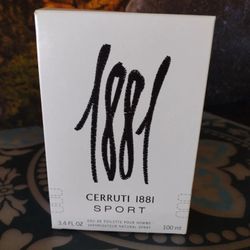 1881
CERRUTI 1881
SPORT
EAU DE TOILETTE POUR HOMME
3.4 FL OZ VAPORISATEUR NATURAL SPRAY 100 ml